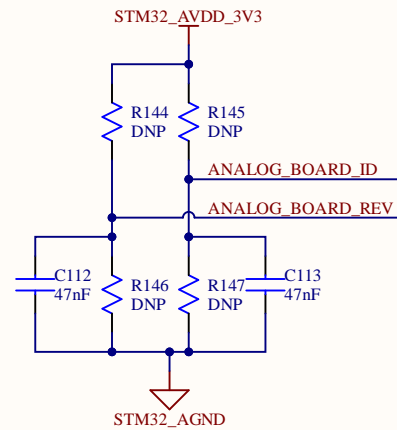 STM32_AVDD_3V3
R144
DNP
R145
DNP
ANALOG_BOARD_ID
ANALOG_BOARD_REV
C112
47nF
R146
DNP
R147
DNP
C113
47nF
STM32_AGND